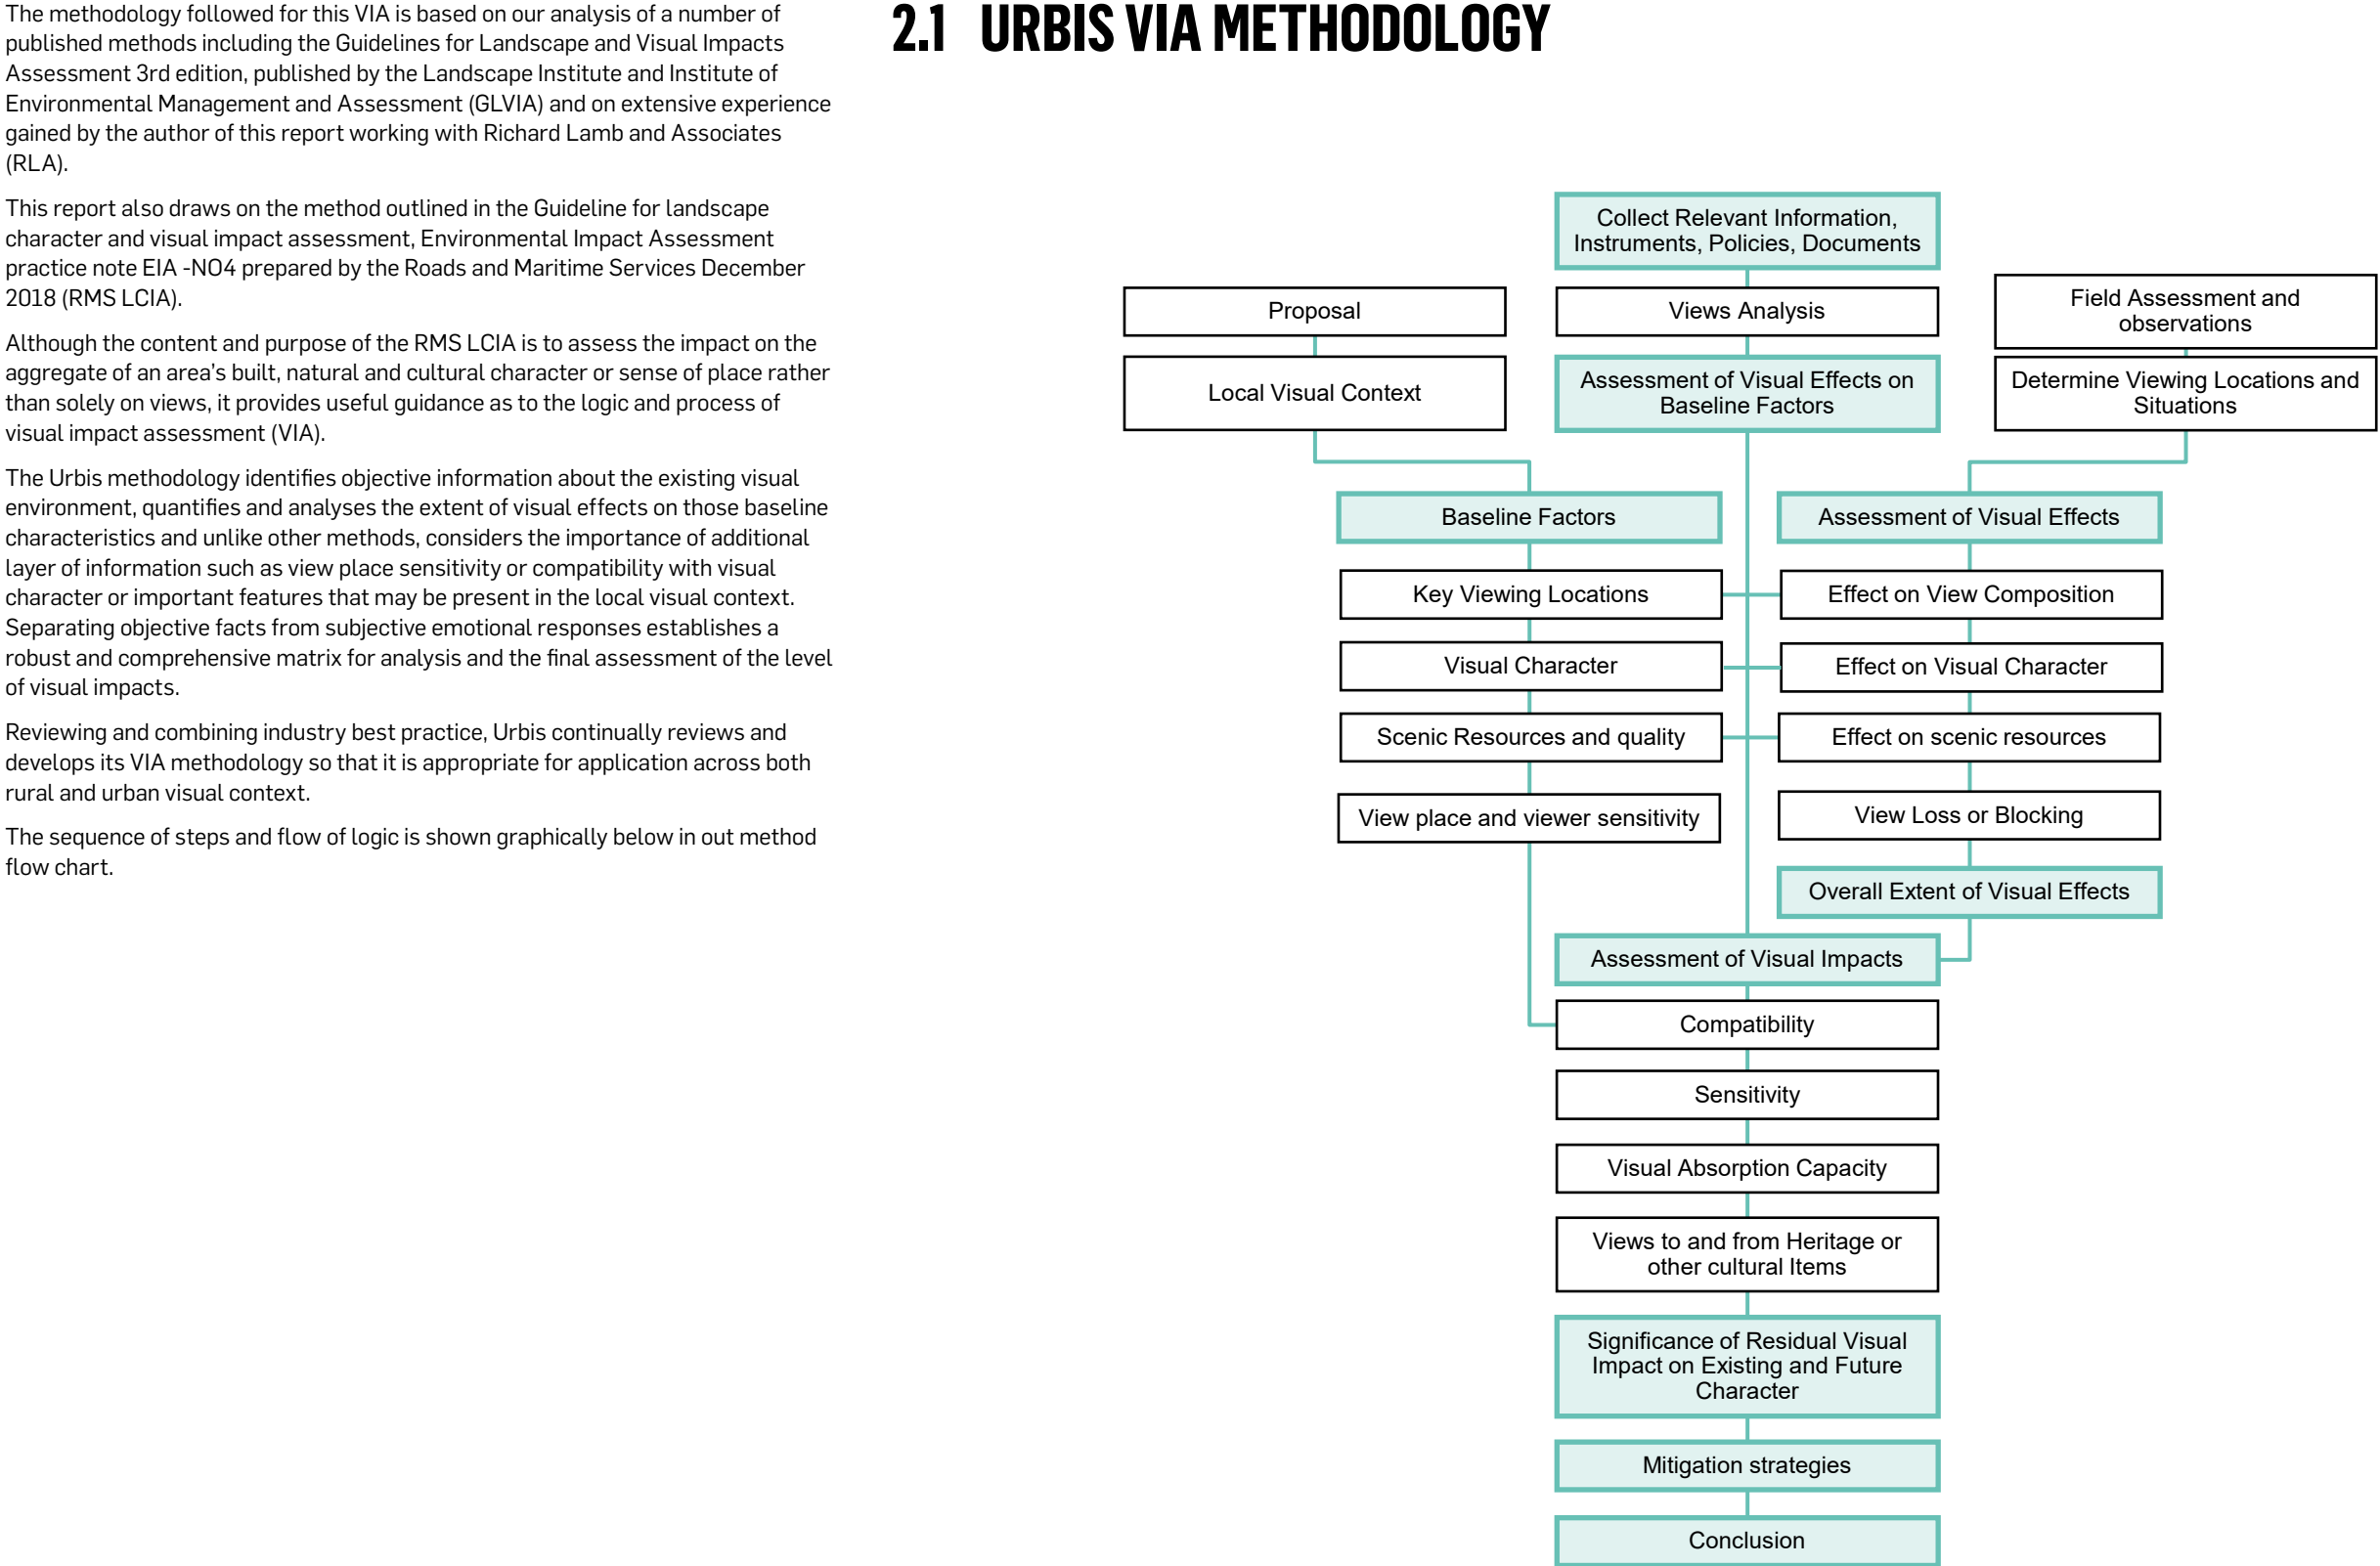 The methodology followed for this VIA is based on our analysis of a number of
published methods including the Guidelines for Landscape and Visual Impacts
Assessment 3rd edition, published by the Landscape Institute and Institute of
Environmental Management and Assessment (GLVIA) and on extensive experience
gained by the author of this report working with Richard Lamb and Associates
(RLA).
This report also draws on the method outlined in the Guideline for landscape
character and visual impact assessment, Environmental Impact Assessment
practice note EIA -NO4 prepared by the Roads and Maritime Services December
2018 (RMS LCIA).
Although the content and purpose of the RMS LCIA is to assess the impact on the
aggregate of an area's built, natural and cultural character or sense of place rather
than solely on views, it provides useful guidance as to the logic and process of
visual impact assessment (VIA).
The Urbis methodology identifies objective information about the existing visual
environment, quantifies and analyses the extent of visual effects on those baseline
characteristics and unlike other methods, considers the importance of additional
layer of information such as view place sensitivity or compatibility with visual
character or important features that may be present in the local visual context.
Separating objective facts from subjective emotional responses establishes a
robust and comprehensive matrix for analysis and the final assessment of the level
of visual impacts.
Reviewing and combining industry best practice, Urbis continually reviews and
develops its VIA methodology so that it is appropriate for application across both
rural and urban visual context.
The sequence of steps and flow of logic is shown graphically below in out method
flow chart.
2.1 URBIS VIA METHODOLOGY
Collect Relevant Information,
Instruments, Policies, Documents
Proposal
Views Analysis
Field Assessment and
observations
Local Visual Context
Assessment of Visual Effects on
Baseline Factors
Determine Viewing Locations and
Situations
Baseline Factors
Assessment of Visual Effects
Key Viewing Locations
Effect on View Composition
Visual Character
Effect on Visual Character
Scenic Resources and quality
Effect on scenic resources
View place and viewer sensitivity
View Loss or Blocking
Overall Extent of Visual Effects
Assessment of Visual Impacts
Compatibility
Sensitivity
Visual Absorption Capacity
Views to and from Heritage or
other cultural Items
Significance of Residual Visual
Impact on Existing and Future
Character
Mitigation strategies
Conclusion